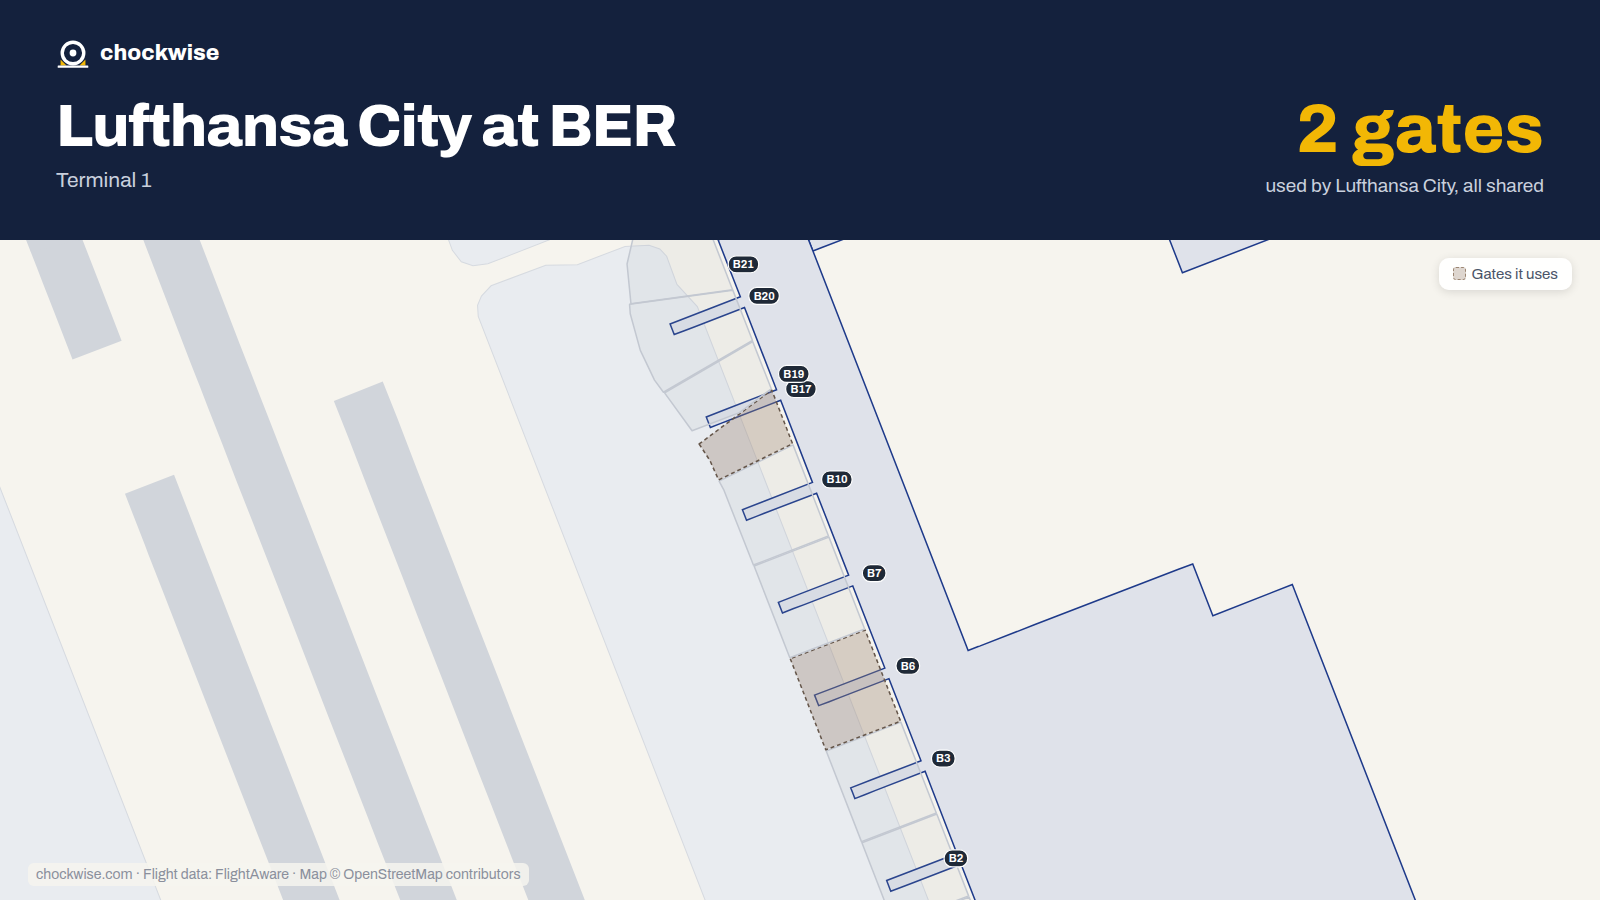 chockwise
Lufthansa City at BER
Terminal 1
2 gates
used by Lufthansa City, all shared
Gates it uses
B21
B20
B19
B17
B10
B7
B6
B3
B2
chockwise.com · Flight data: FlightAware · Map © OpenStreetMap contributors